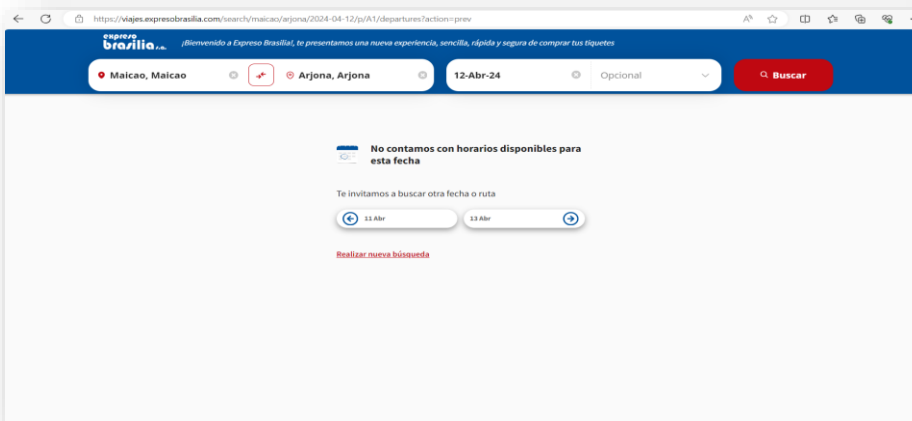 https://viajes.expresobrasilia.com/search/maicao/arjona/2024-04-12/p/A1/departures?action=prev
expreso
brasilia s.a.
¡Bienvenido a Expreso Brasilia!, te presentamos una nueva experiencia, sencilla, rápida y segura de comprar tus tiquetes
Maicao, Maicao Arjona, Arjona 12-Abr-24 Opcional Buscar
No contamos con horarios disponibles para
esta fecha
Te invitamos a buscar otra fecha o ruta
11 Abr 13 Abr
Realizar nueva búsqueda